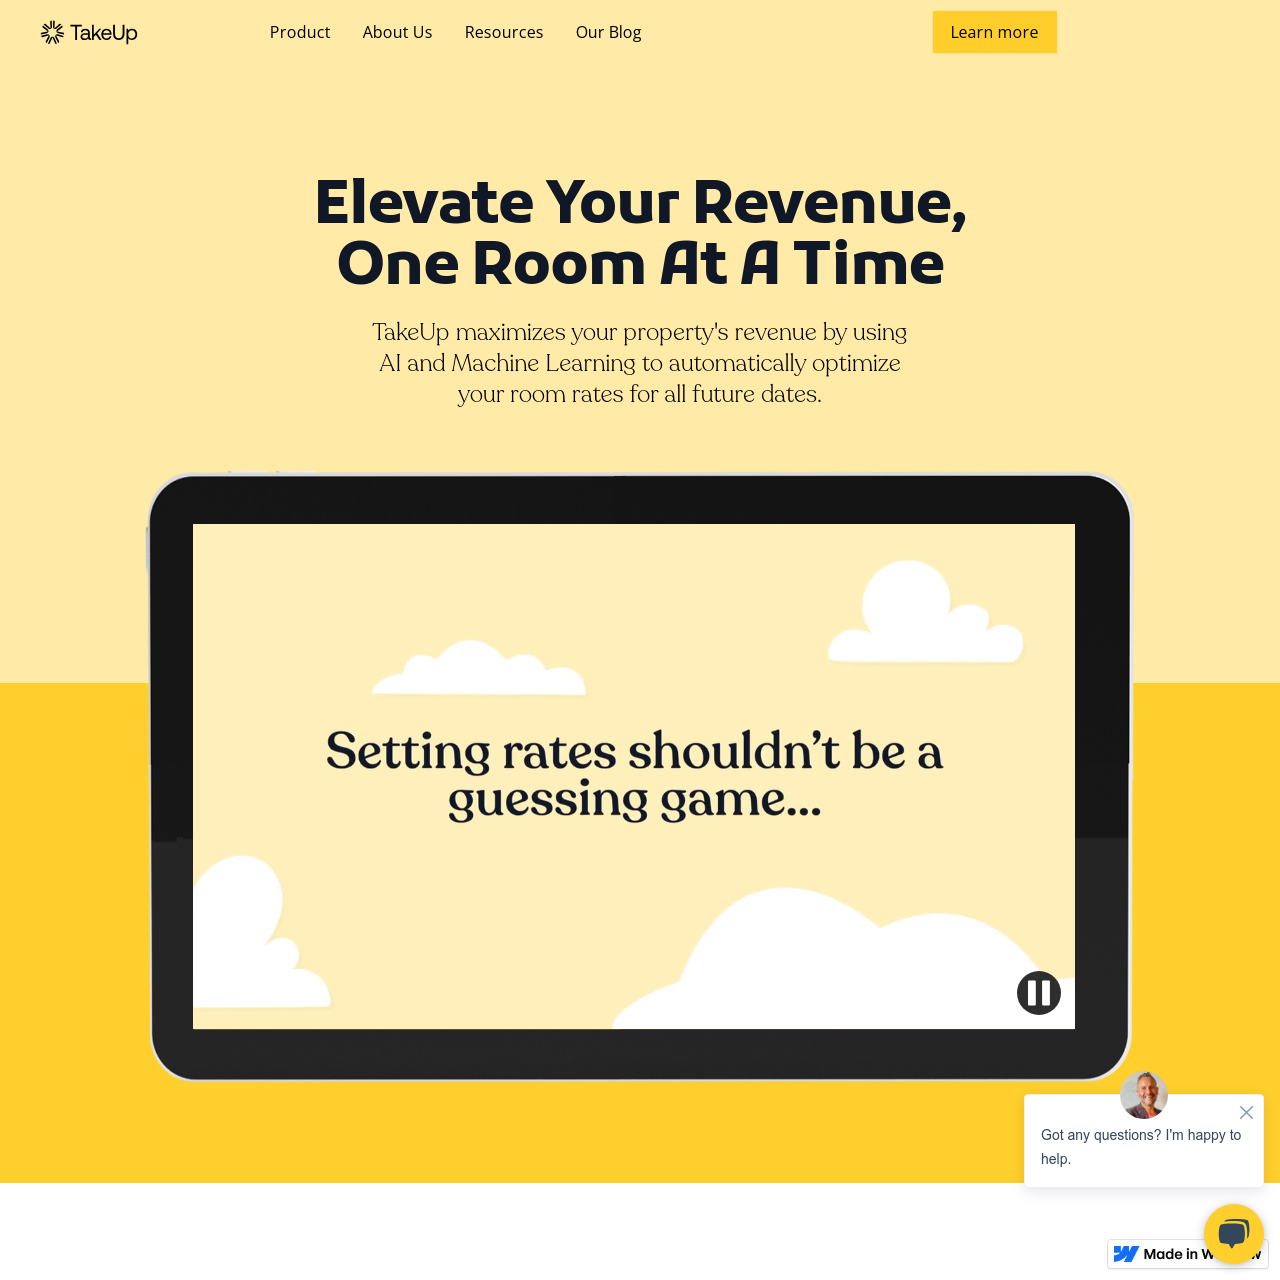 TakeUp
Product
About Us
Resources
Our Blog
Learn more
Elevate Your Revenue,
One Room At A Time
TakeUp maximizes your property's revenue by using
AI and Machine Learning to automatically optimize
your room rates for all future dates.
Setting rates shouldn’t be a
guessing game...
Got any questions? I'm happy to
help.
Made in